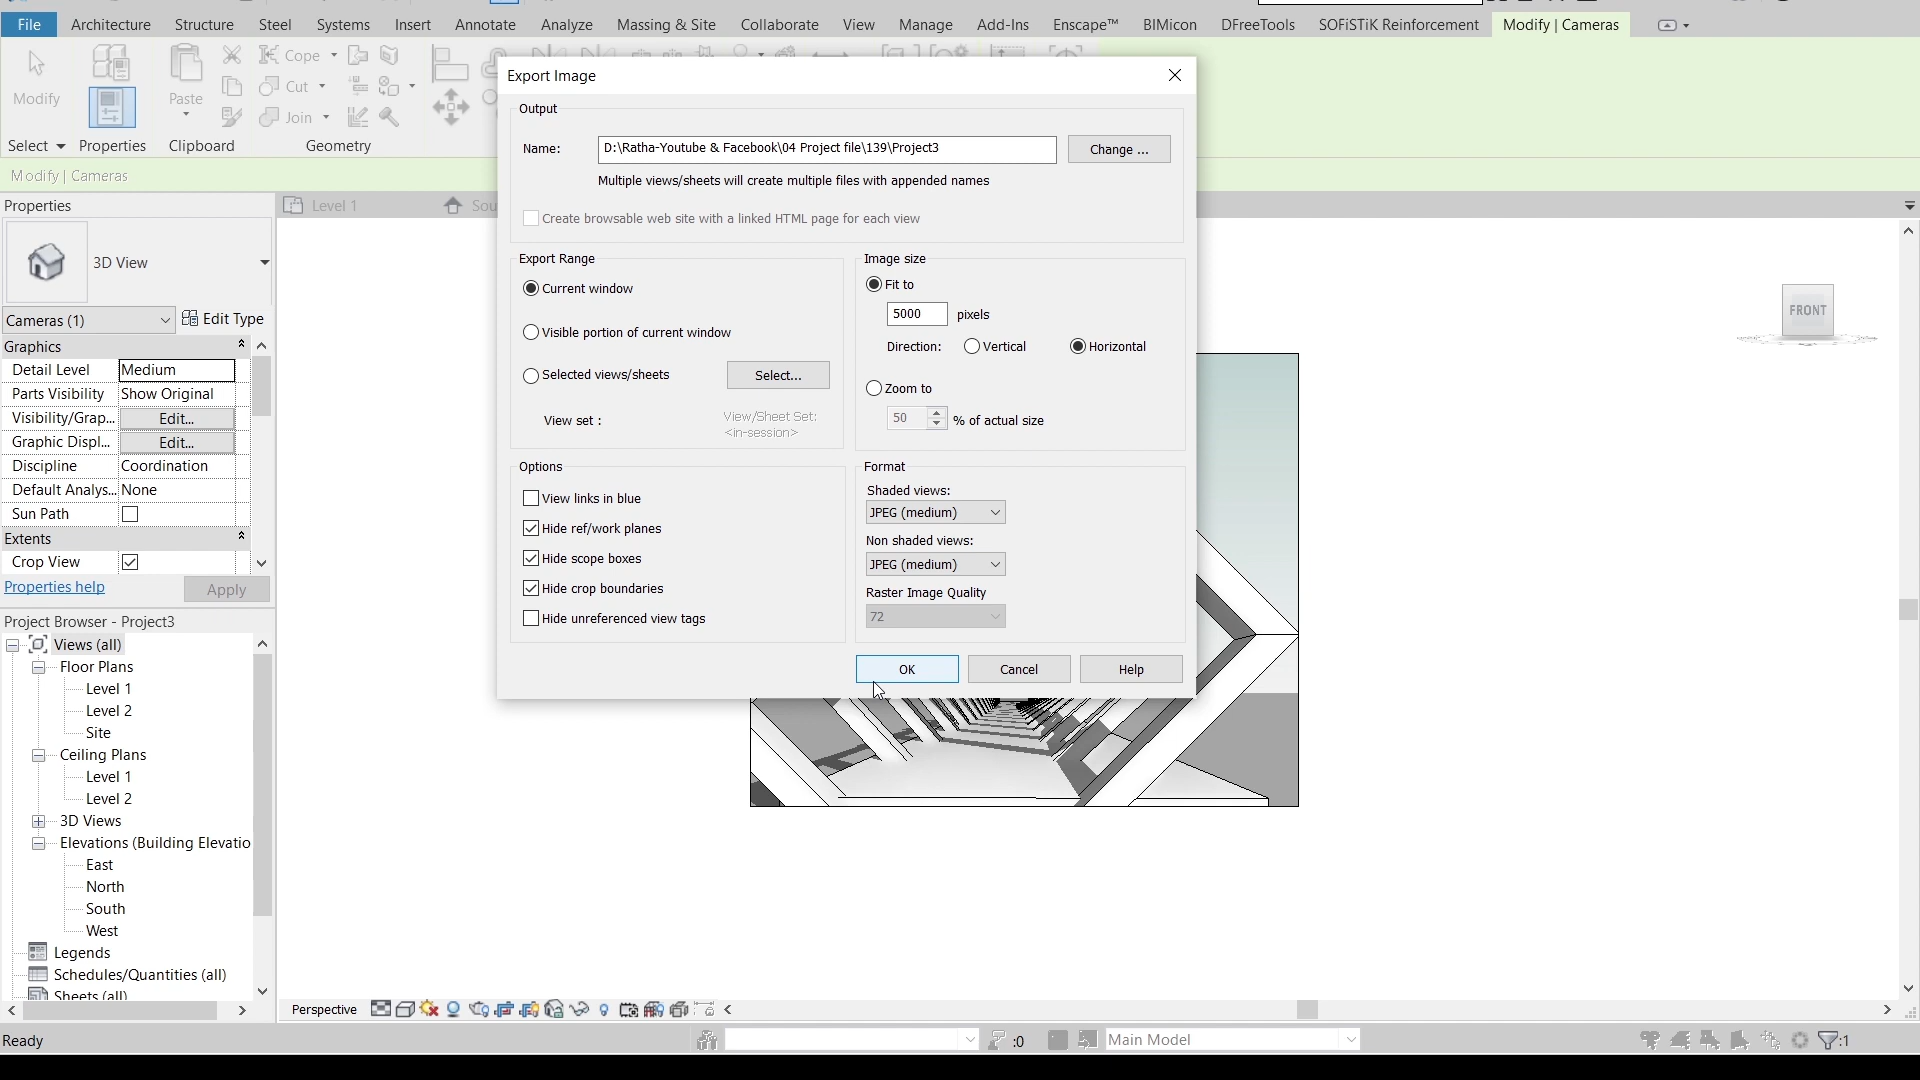 File Architecture Structure Steel Systems Insert Annotate Analyze Massing & Site Collaborate View Manage Add-Ins Enscape™ BIMicon DFreeTools SOFiSTiK Reinforcement Modify | Cameras
Modify
Paste
Cope
Cut
Join
Select Properties Clipboard Geometry
Modify | Cameras
Properties
3D View
Cameras (1) Edit Type
Graphics
Detail Level Medium
Parts Visibility Show Original
Visibility/Grap... Edit...
Graphic Displ... Edit...
Discipline Coordination
Default Analys... None
Sun Path
Extents
Crop View
Properties help Apply
Project Browser - Project3
Views (all)
Floor Plans
Level 1
Level 2
Site
Ceiling Plans
Level 1
Level 2
3D Views
Elevations (Building Elevatio
East
North
South
West
Legends
Schedules/Quantities (all)
Sheets (all)
Level 1 Sou
Export Image
Output
Name: D:\Ratha-Youtube & Facebook\04 Project file\139\Project3 Change ...
Multiple views/sheets will create multiple files with appended names
Create browsable web site with a linked HTML page for each view
Export Range
Current window
Visible portion of current window
Selected views/sheets Select...
View set : View/Sheet Set:
<in-session>
Image size
Fit to
5000 pixels
Direction: Vertical Horizontal
Zoom to
50 % of actual size
Options
View links in blue
Hide ref/work planes
Hide scope boxes
Hide crop boundaries
Hide unreferenced view tags
Format
Shaded views:
JPEG (medium)
Non shaded views:
JPEG (medium)
Raster Image Quality
72
OK Cancel Help
FRONT
Perspective
Ready :0 Main Model :1